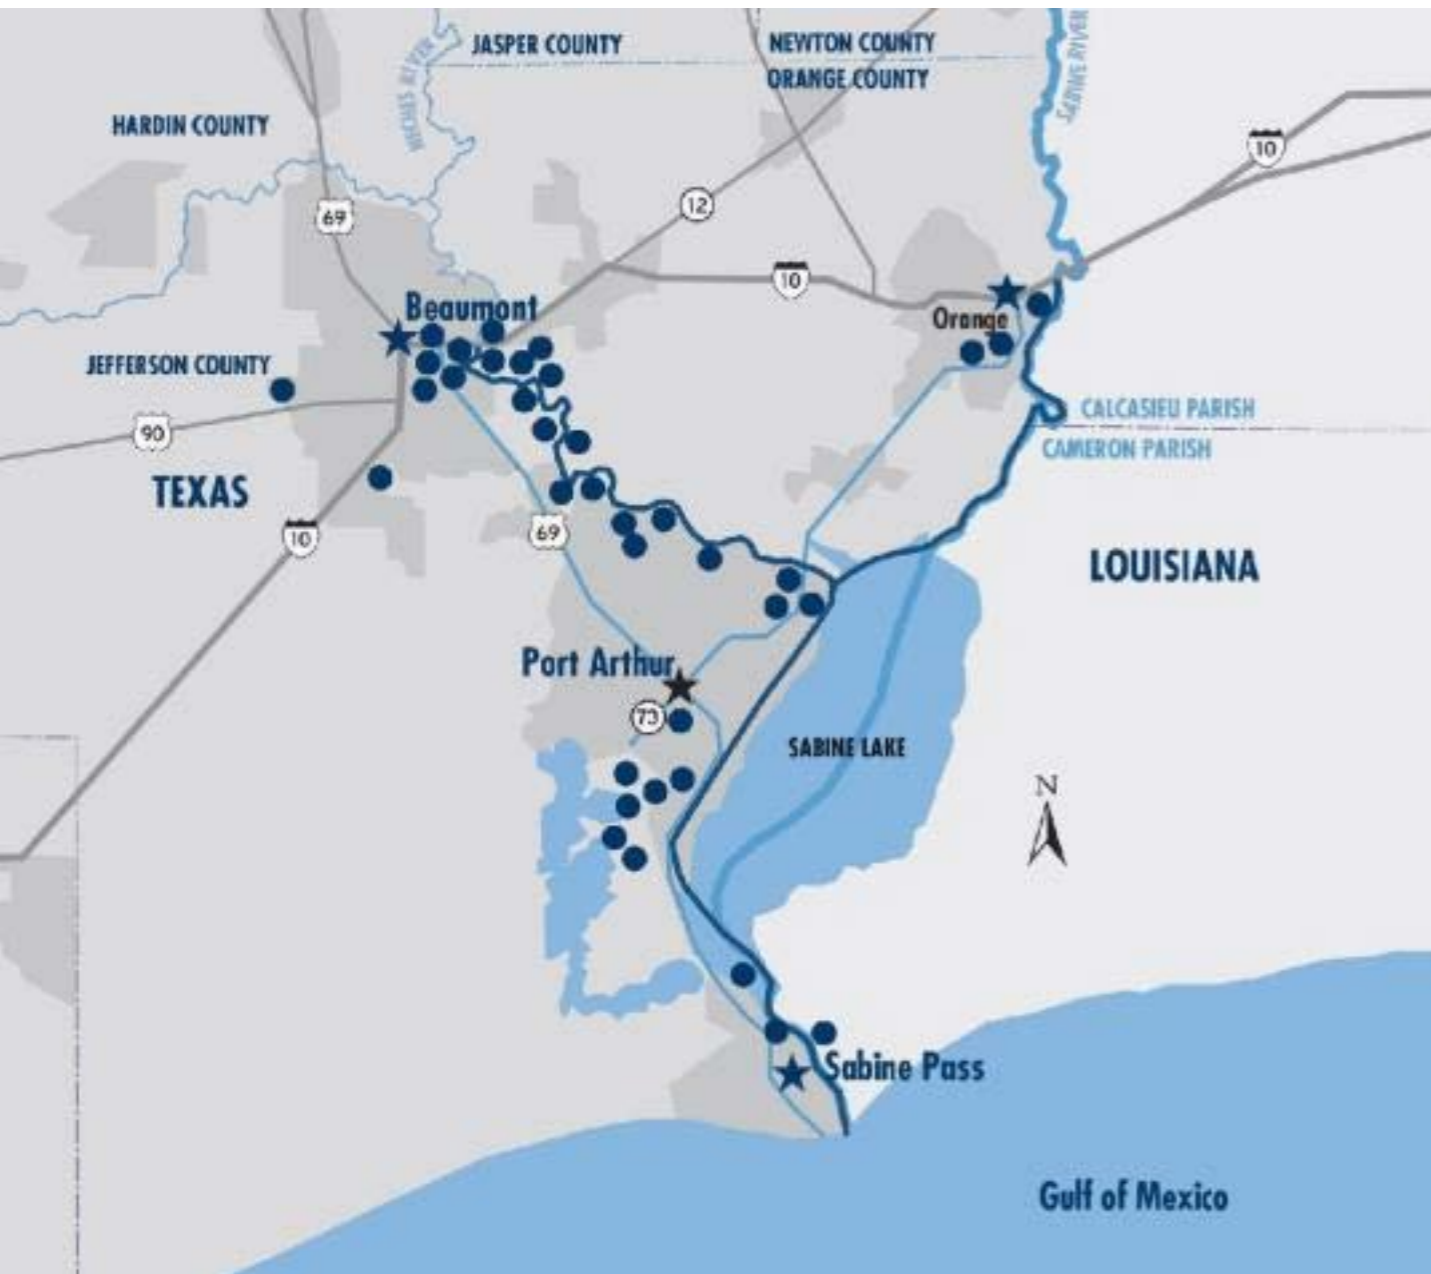 JASPER COUNTY
NEWTON COUNTY
ORANGE COUNTY
NECHES RIVER
SABINE RIVER
HARDIN COUNTY
10
69
12
10
Beaumont
Orange
JEFFERSON COUNTY
90
CALCASIEU PARISH
CAMERON PARISH
TEXAS
10
69
LOUISIANA
Port Arthur
73
SABINE LAKE
N
Sabine Pass
Gulf of Mexico